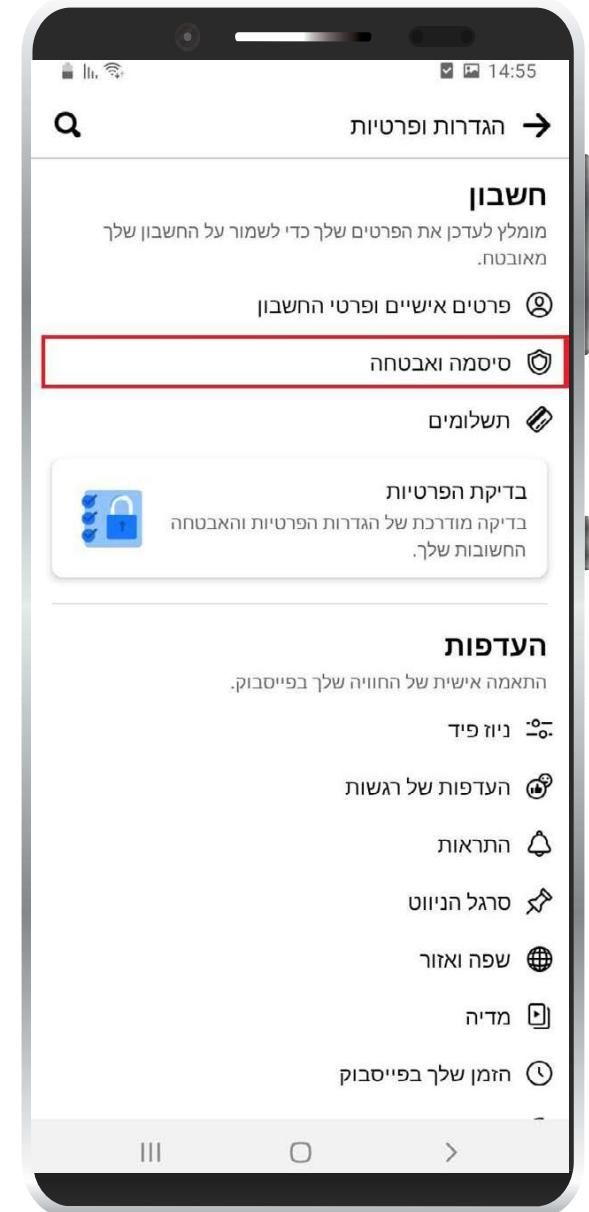 14:55
הגדרות ופרטיות
חשבון
מומלץ לעדכן את הפרטים שלך כדי לשמור על החשבון שלך
מאובטח.
פרטים אישיים ופרטי החשבון
סיסמה ואבטחה
תשלומים
בדיקת הפרטיות
בדיקה מודרכת של הגדרות הפרטיות והאבטחה
החשובות שלך.
העדפות
התאמה אישית של החוויה שלך בפייסבוק.
ניוז פיד
העדפות של רגשות
התראות
סרגל הניווט
שפה ואזור
מדיה
הזמן שלך בפייסבוק